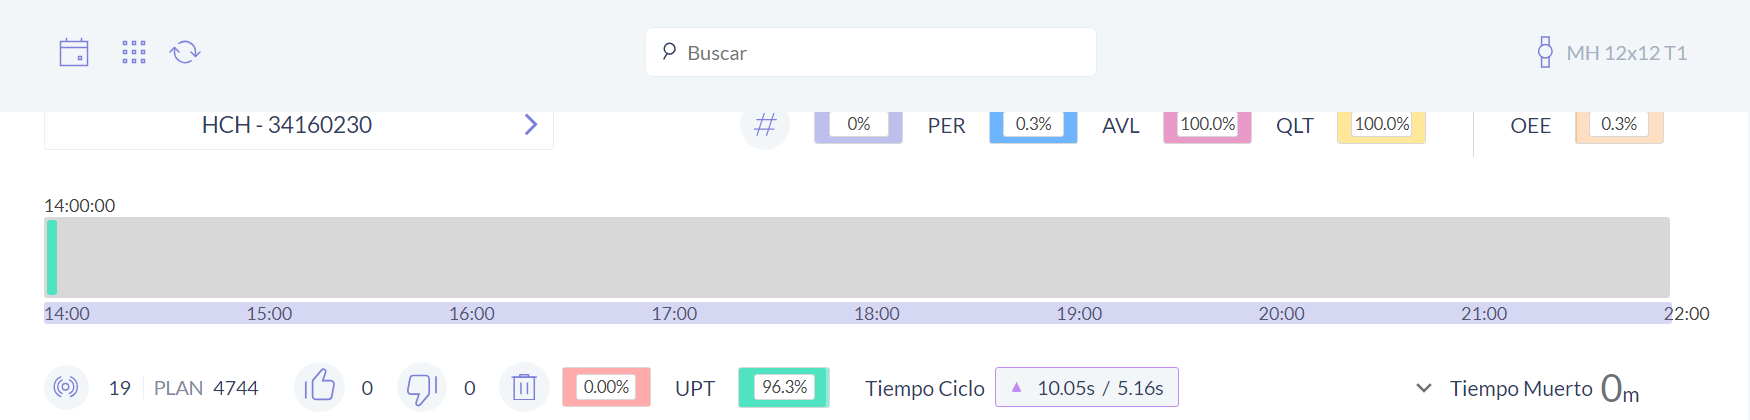 Buscar
MH 12x12 T1
HCH - 34160230
# 0% PER 0.3% AVL 100.0% QLT 100.0% OEE 0.3%
14:00:00
14:00 15:00 16:00 17:00 18:00 19:00 20:00 21:00 22:00
19 PLAN 4744 0 0 0.00% UPT 96.3% Tiempo Ciclo ▲ 10.05s / 5.16s Tiempo Muerto 0m